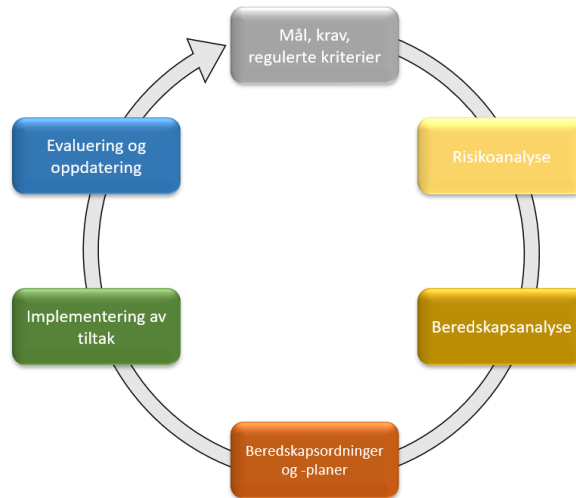 Mål, krav,
regulerte kriterier
Risikoanalyse
Beredskapsanalyse
Beredskapsordninger
og -planer
Implementering av
tiltak
Evaluering og
oppdatering